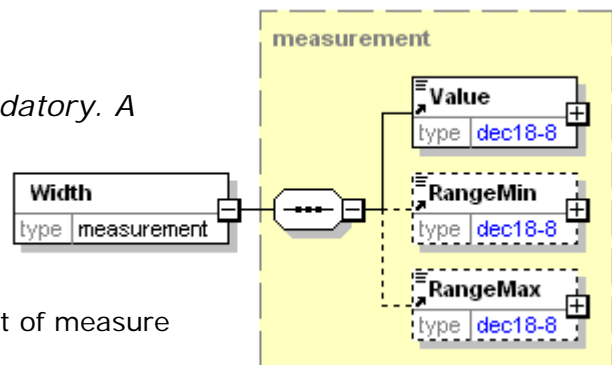 measurement
datory. A
Value
type dec18-8
Width
type measurement
RangeMin
type dec18-8
RangeMax
type dec18-8
t of measure